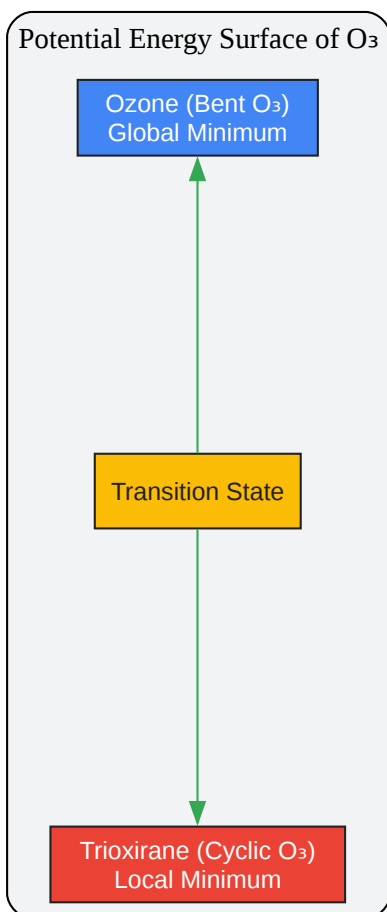 Potential Energy Surface of O₃
Ozone (Bent O₃)
Global Minimum
Transition State
Trioxirane (Cyclic O₃)
Local Minimum